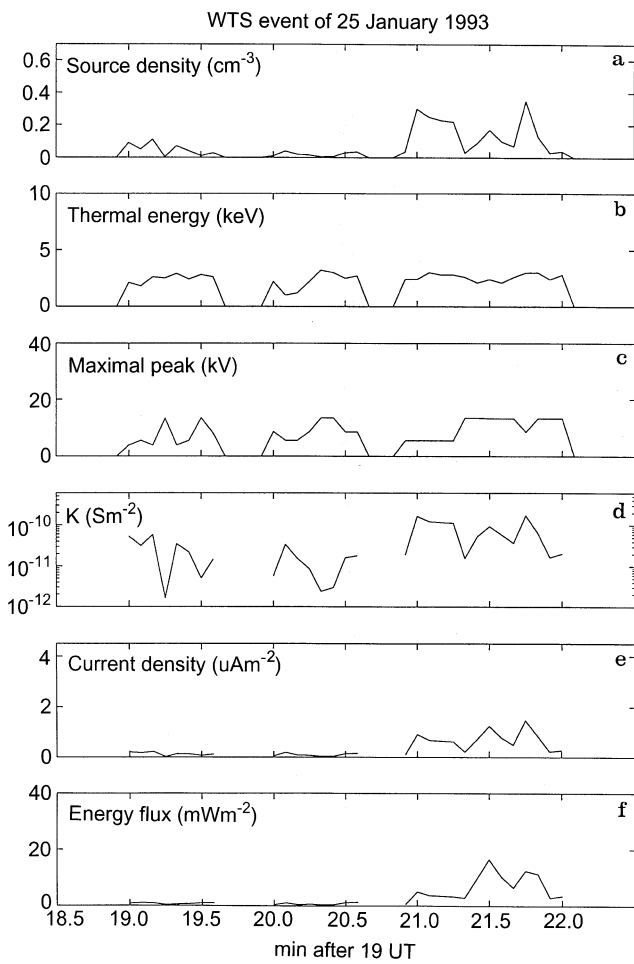 WTS event of 25 January 1993
Source density (cm-3) a
0.6
0.4
0.2
0
Thermal energy (keV) b
10
5
0
Maximal peak (kV) c
40
20
0
K (Sm-2) d
10-10
10-11
10-12
Current density (uAm-2) e
4
2
0
Energy flux (mWm-2) f
40
20
0
18.5 19.0 19.5 20.0 20.5 21.0 21.5 22.0
min after 19 UT